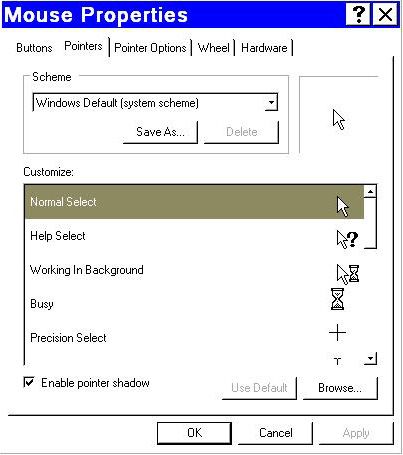 Mouse Properties
Buttons Pointers Pointer Options Wheel Hardware
Scheme
Windows Default (system scheme)
Save As... Delete
Customize:
Normal Select
Help Select
Working In Background
Busy
Precision Select
Enable pointer shadow
Use Default Browse...
OK Cancel Apply